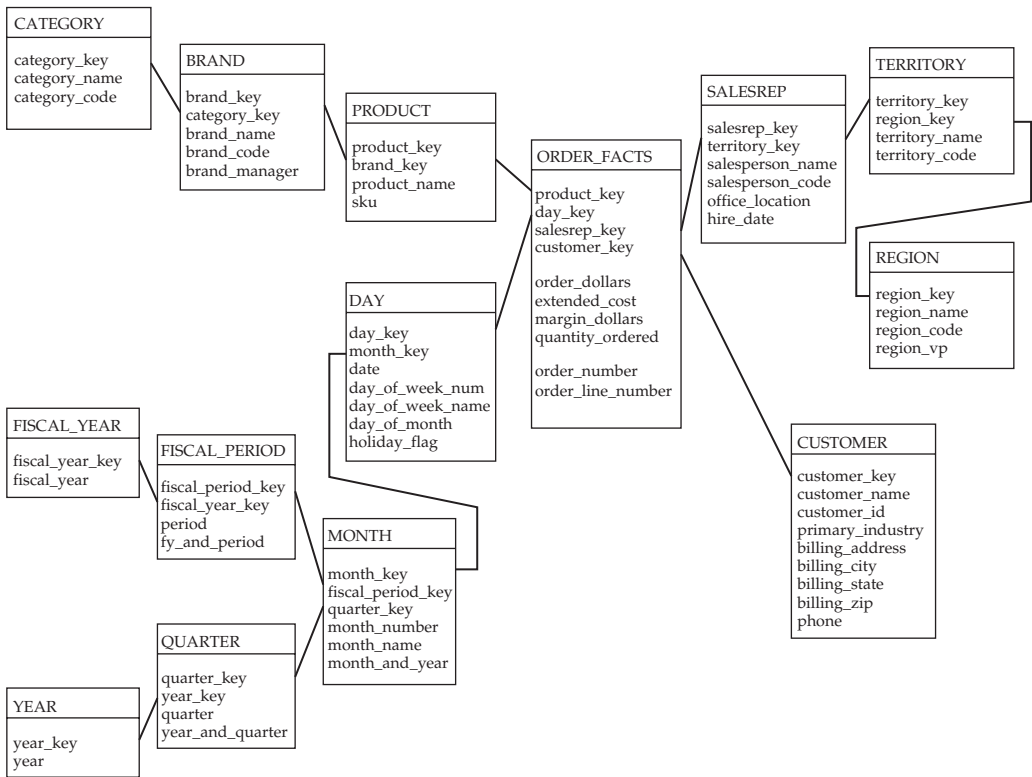 CATEGORY
category_key
category_name
category_code
BRAND
brand_key
category_key
brand_name
brand_code
brand_manager
PRODUCT
product_key
brand_key
product_name
sku
ORDER_FACTS
product_key
day_key
salesrep_key
customer_key
order_dollars
extended_cost
margin_dollars
quantity_ordered
order_number
order_line_number
SALESREP
salesrep_key
territory_key
salesperson_name
salesperson_code
office_location
hire_date
TERRITORY
territory_key
region_key
territory_name
territory_code
REGION
region_key
region_name
region_code
region_vp
DAY
day_key
month_key
date
day_of_week_num
day_of_week_name
day_of_month
holiday_flag
FISCAL_YEAR
fiscal_year_key
fiscal_year
FISCAL_PERIOD
fiscal_period_key
fiscal_year_key
period
fy_and_period
MONTH
month_key
fiscal_period_key
quarter_key
month_number
month_name
month_and_year
CUSTOMER
customer_key
customer_name
customer_id
primary_industry
billing_address
billing_city
billing_state
billing_zip
phone
QUARTER
quarter_key
year_key
quarter
year_and_quarter
YEAR
year_key
year